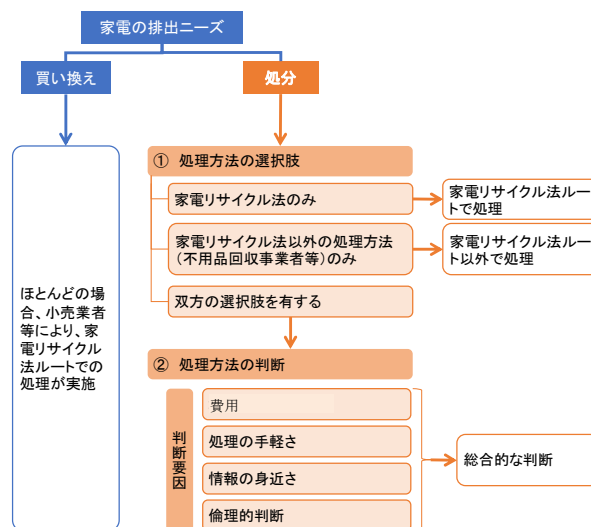 家電の排出ニーズ
買い換え
処分
ほとんどの場
合、小売業者
等により、家
電リサイクル
法ルートでの
処理が実施
① 処理方法の選択肢
家電リサイクル法のみ
家電リサイクル法ルー
トで処理
家電リサイクル法以外の処理方法
（不用品回収事業者等）のみ
家電リサイクル法ルー
ト以外で処理
双方の選択肢を有する
② 処理方法の判断
判断要因
費用
処理の手軽さ
情報の身近さ
倫理的判断
総合的な判断